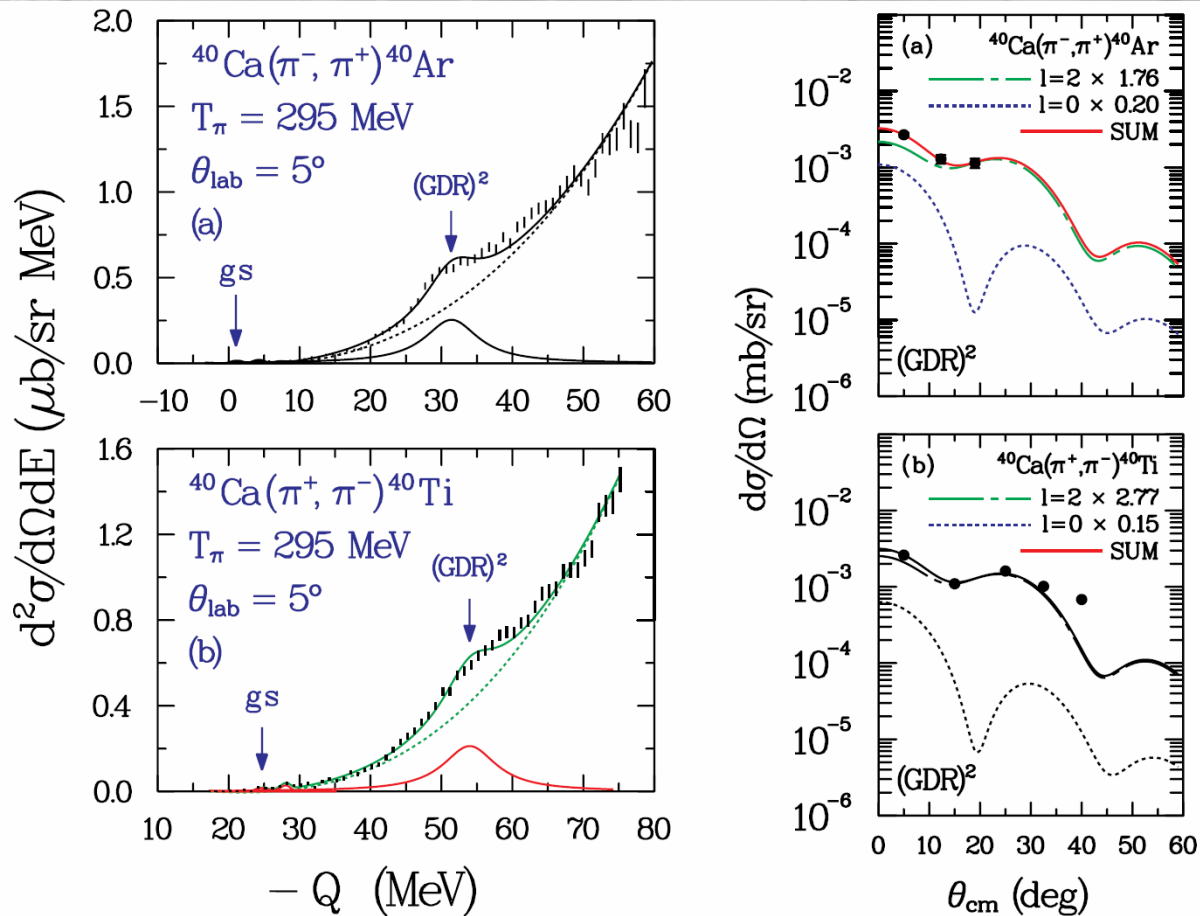 d²σ/dΩdE (μb/sr MeV)
2.0
1.5
1.0
0.5
0.0
⁴⁰Ca(π⁻, π⁺)⁴⁰Ar
T_π = 295 MeV
θ_lab = 5°
(a)
(GDR)²
gs
-10 0 10 20 30 40 50 60
1.6
1.2
0.8
0.4
0.0
⁴⁰Ca(π⁺, π⁻)⁴⁰Ti
T_π = 295 MeV
θ_lab = 5°
(b)
(GDR)²
gs
10 20 30 40 50 60 70 80
− Q (MeV)
dσ/dΩ (mb/sr)
(a) ⁴⁰Ca(π⁻,π⁺)⁴⁰Ar
l=2 × 1.76
l=0 × 0.20
SUM
10⁻²
10⁻³
10⁻⁴
10⁻⁵
10⁻⁶
(GDR)²
(b) ⁴⁰Ca(π⁺,π⁻)⁴⁰Ti
l=2 × 2.77
l=0 × 0.15
SUM
10⁻²
10⁻³
10⁻⁴
10⁻⁵
10⁻⁶
(GDR)²
0 10 20 30 40 50 60
θ_cm (deg)